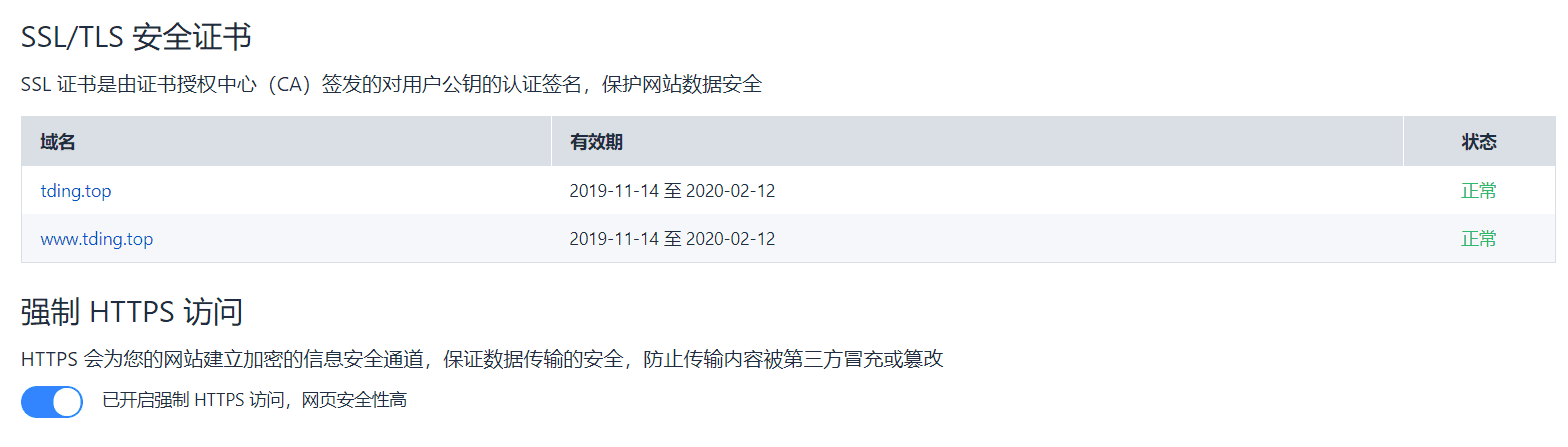 SSL/TLS 安全证书
SSL 证书是由证书授权中心（CA）签发的对用户公钥的认证签名，保护网站数据安全
域名 有效期 状态
tding.top 2019-11-14 至 2020-02-12 正常
www.tding.top 2019-11-14 至 2020-02-12 正常
强制 HTTPS 访问
HTTPS 会为您的网站建立加密的信息安全通道，保证数据传输的安全，防止传输内容被第三方冒充或篡改
已开启强制 HTTPS 访问，网页安全性高